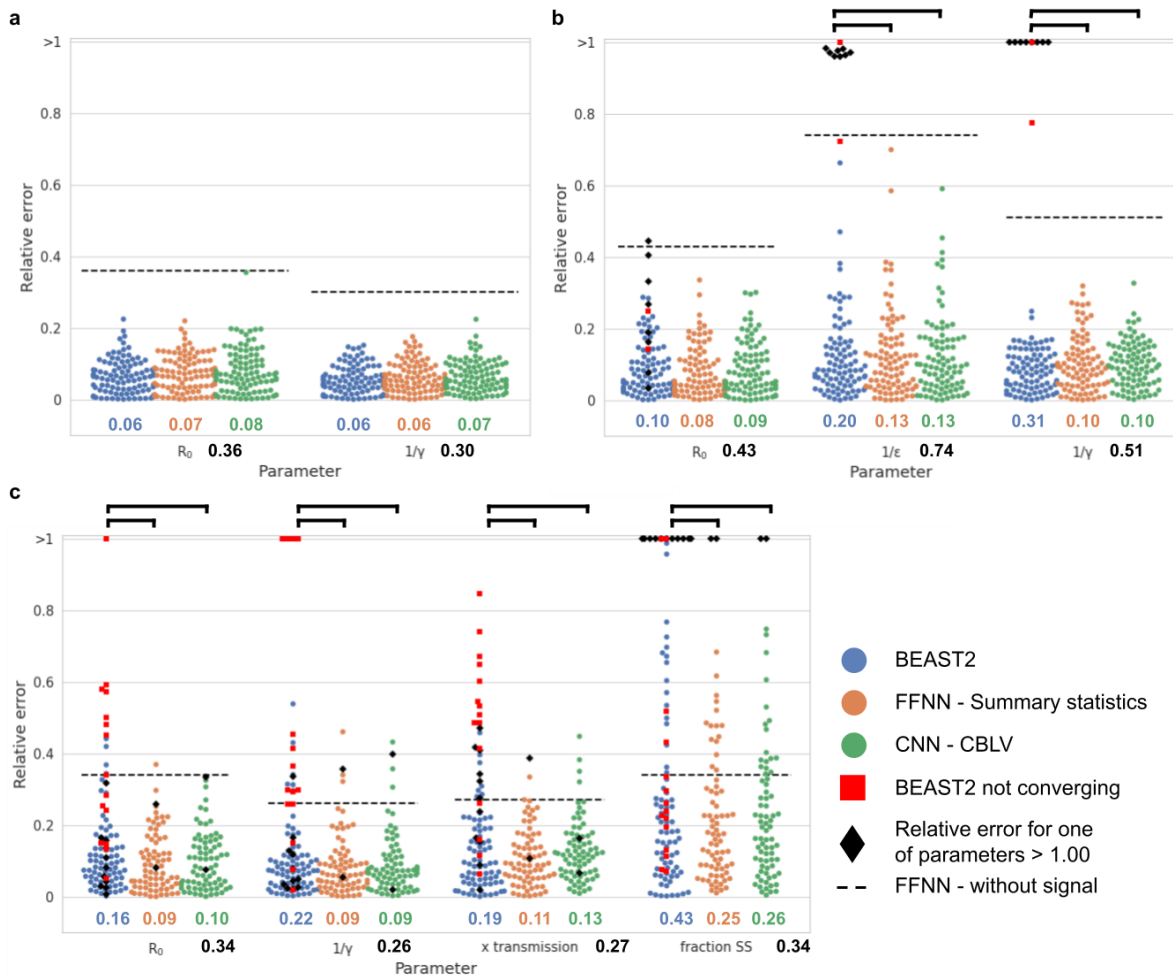 a
>1
0.8
0.6
0.4
0.2
0
Relative error
0.06 0.07 0.08 0.06 0.06 0.07
R₀ 0.36 1/γ 0.30
Parameter
b
>1
0.8
0.6
0.4
0.2
0
Relative error
0.10 0.08 0.09 0.20 0.13 0.13 0.31 0.10 0.10
R₀ 0.43 1/ε 0.74 1/γ 0.51
Parameter
c
>1
0.8
0.6
0.4
0.2
0
Relative error
0.16 0.09 0.10 0.22 0.09 0.09 0.19 0.11 0.13 0.43 0.25 0.26
R₀ 0.34 1/γ 0.26 x transmission 0.27 fraction SS 0.34
Parameter
BEAST2
FFNN - Summary statistics
CNN - CBLV
BEAST2 not converging
Relative error for one
of parameters > 1.00
FFNN - without signal